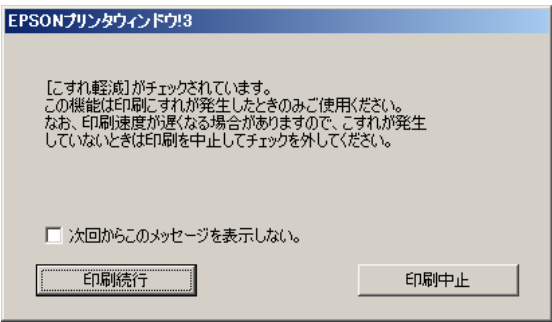 EPSONプリンタウィンドウ!3
[こすれ軽減]がチェックされています。
この機能は印刷こすれが発生したときのみご使用ください。
なお、印刷速度が遅くなる場合がありますので、こすれが発生
していないときは印刷を中止してチェックを外してください。
次回からこのメッセージを表示しない。
印刷続行
印刷中止